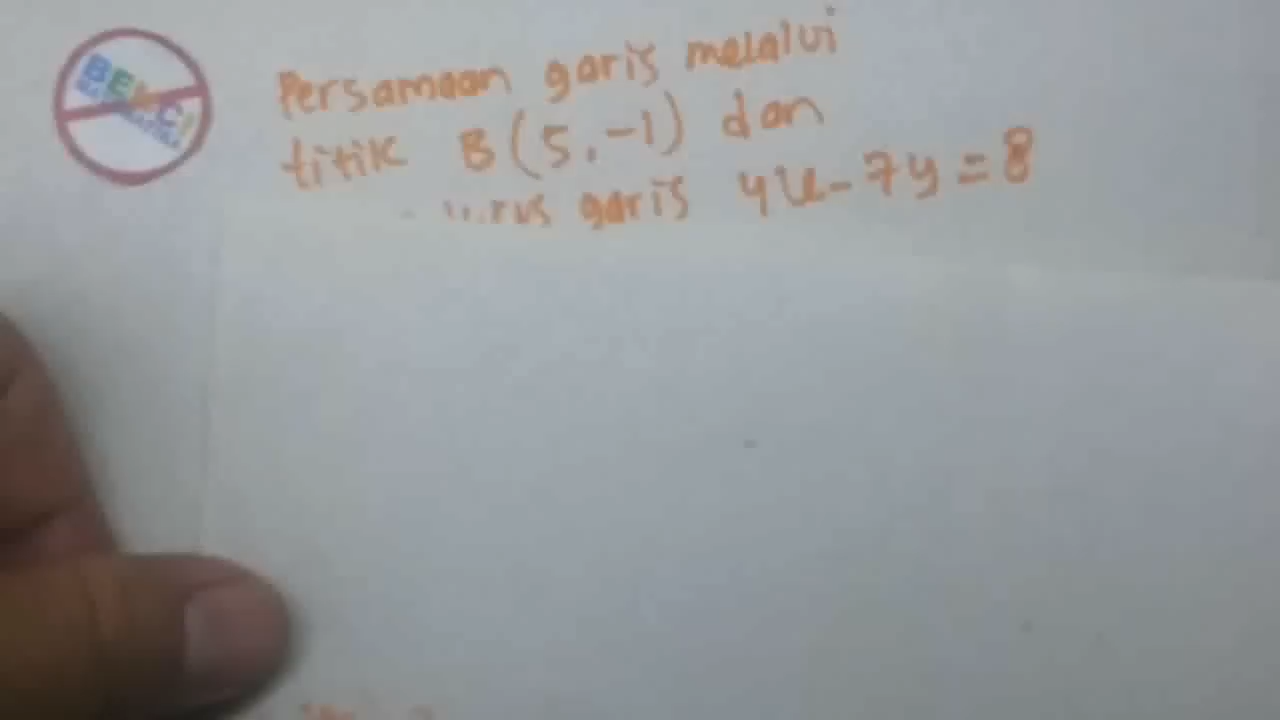 Persamaan garis melalui
titik B(5,-1) dan
garis 4x-7y=8